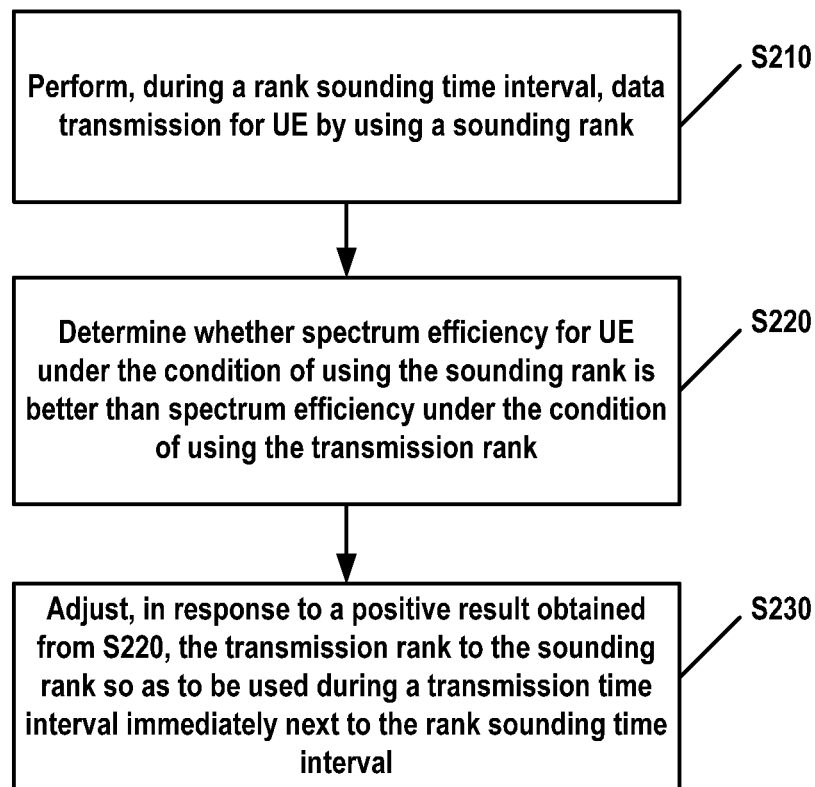 Perform, during a rank sounding time interval, data
transmission for UE by using a sounding rank
S210
Determine whether spectrum efficiency for UE
under the condition of using the sounding rank is
better than spectrum efficiency under the condition
of using the transmission rank
S220
Adjust, in response to a positive result obtained
from S220, the transmission rank to the sounding
rank so as to be used during a transmission time
interval immediately next to the rank sounding time
interval
S230